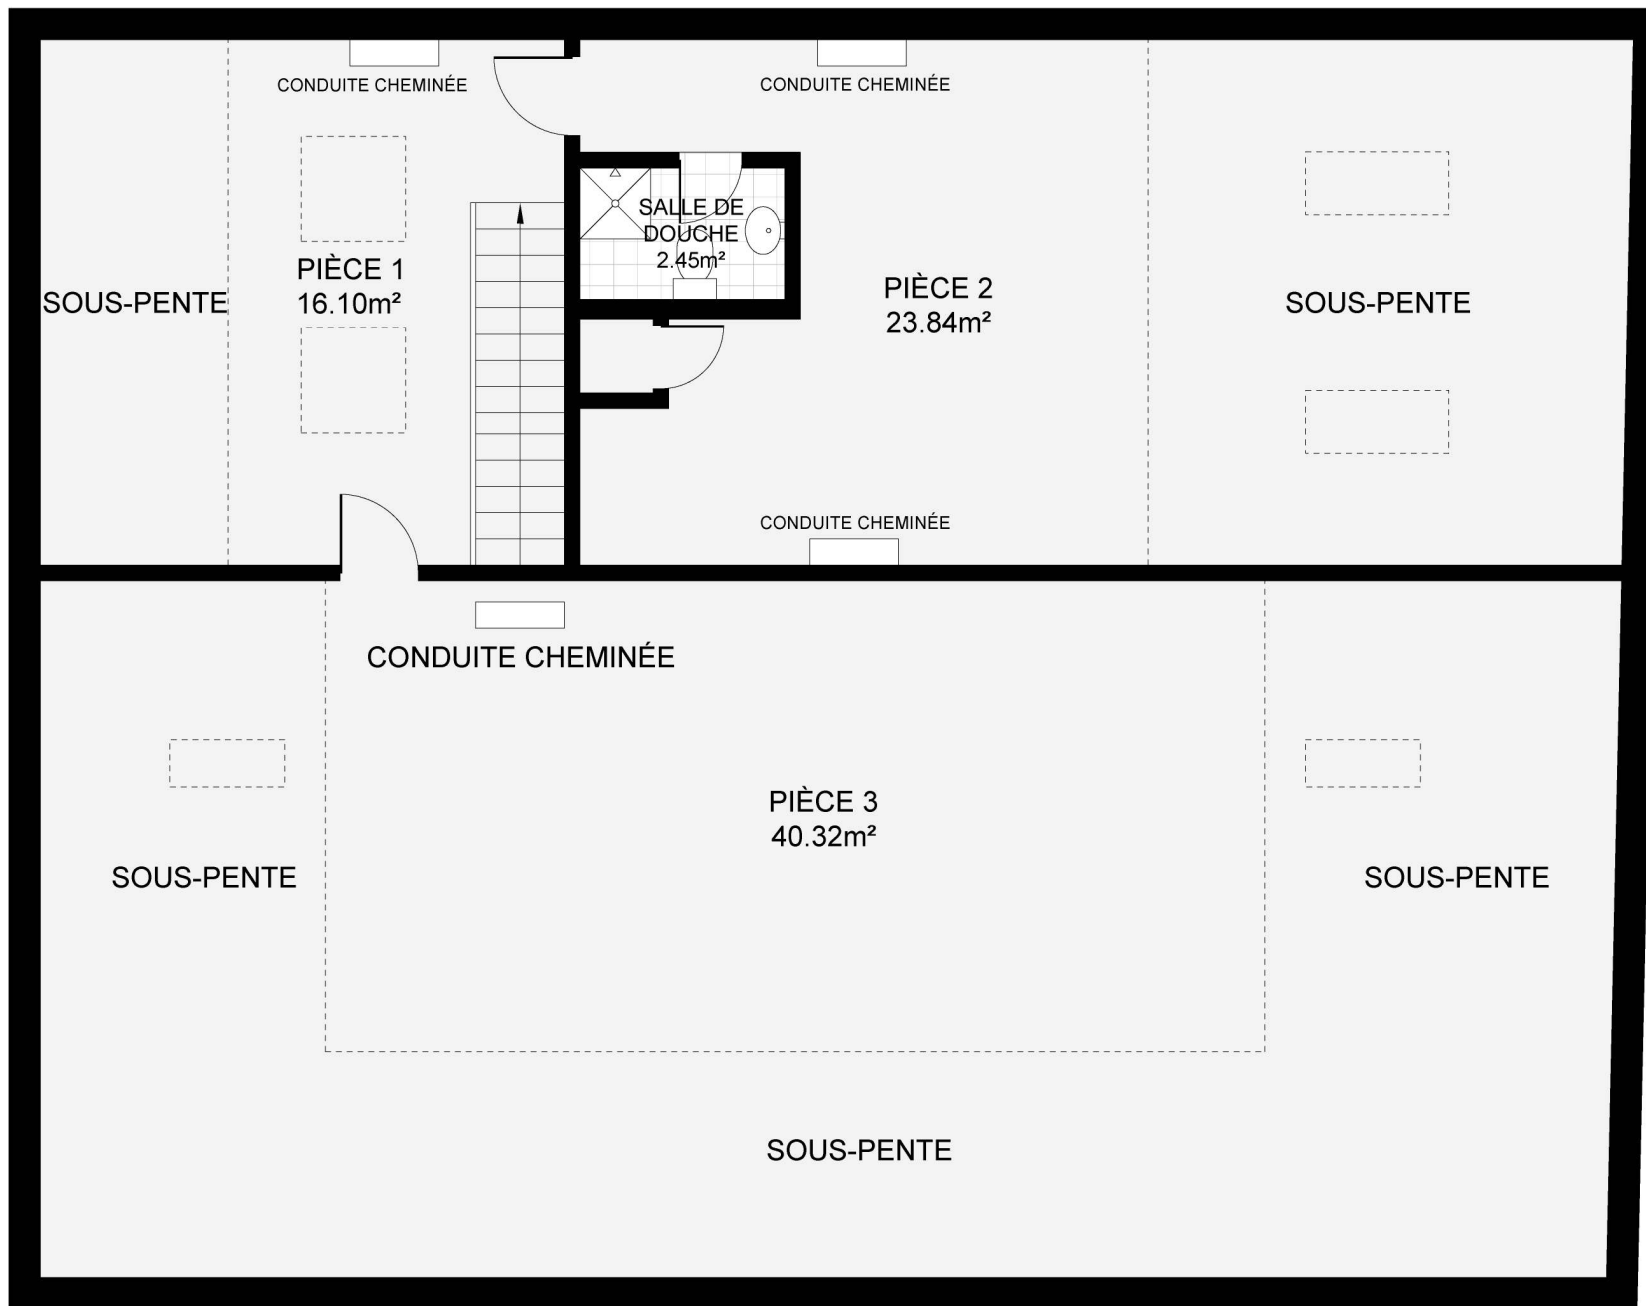 CONDUITE CHEMINÉE
CONDUITE CHEMINÉE
SALLE DE
DOUCHE
2.45m²
PIÈCE 1
16.10m²
SOUS-PENTE
PIÈCE 2
23.84m²
SOUS-PENTE
CONDUITE CHEMINÉE
CONDUITE CHEMINÉE
PIÈCE 3
40.32m²
SOUS-PENTE
SOUS-PENTE
SOUS-PENTE